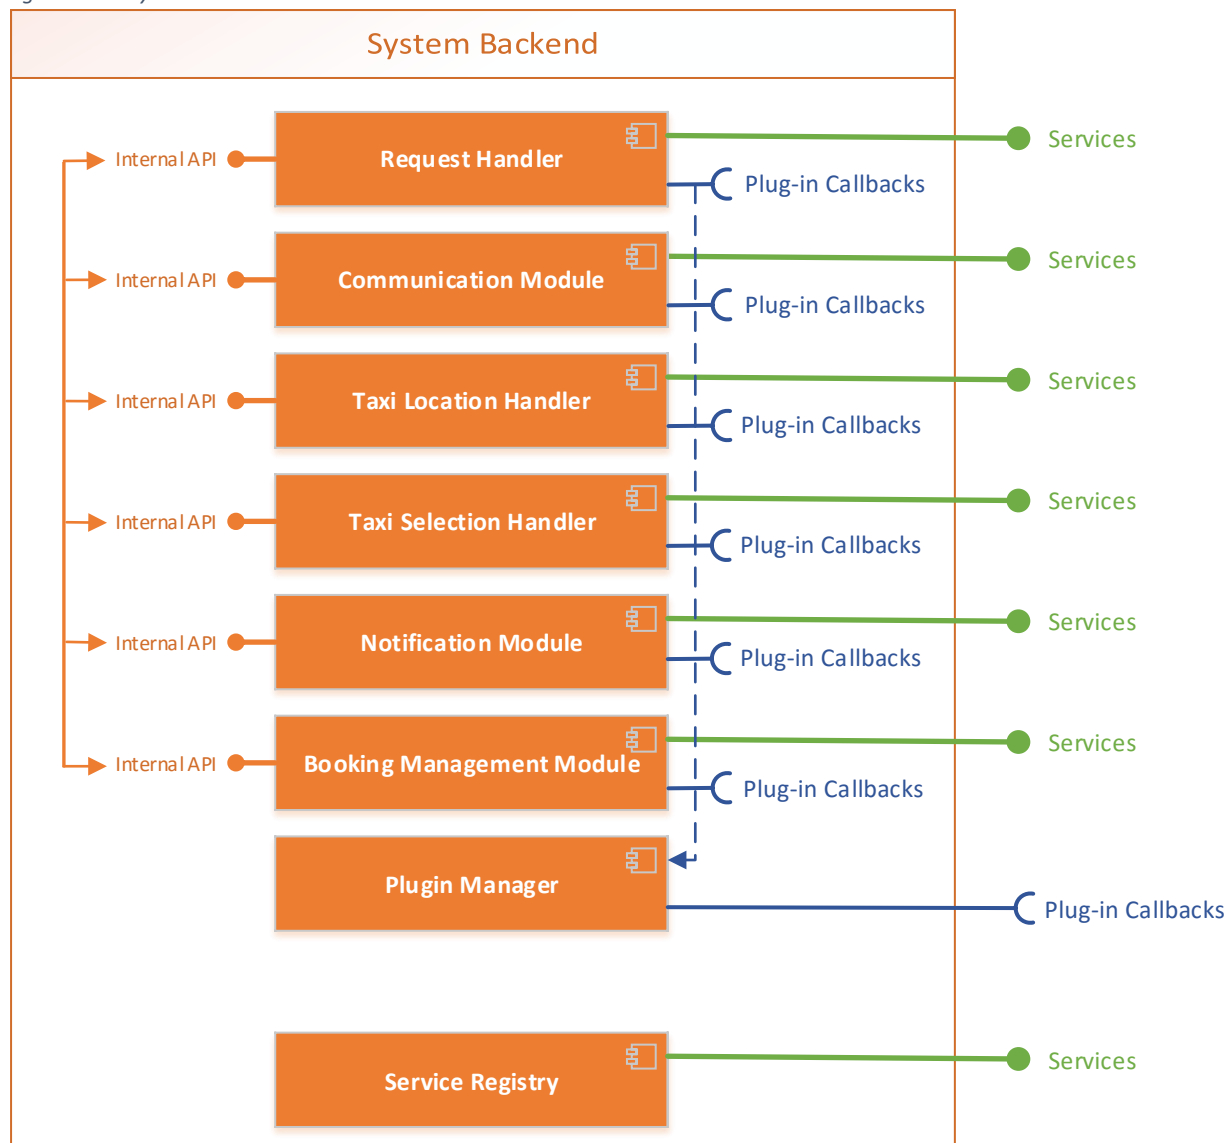 System Backend
Services
Internal API
Request Handler
Plug-in Callbacks
Services
Internal API
Communication Module
Plug-in Callbacks
Services
Internal API
Taxi Location Handler
Plug-in Callbacks
Services
Internal API
Taxi Selection Handler
Plug-in Callbacks
Services
Internal API
Notification Module
Plug-in Callbacks
Services
Internal API
Booking Management Module
Plug-in Callbacks
Plugin Manager
Plug-in Callbacks
Services
Service Registry